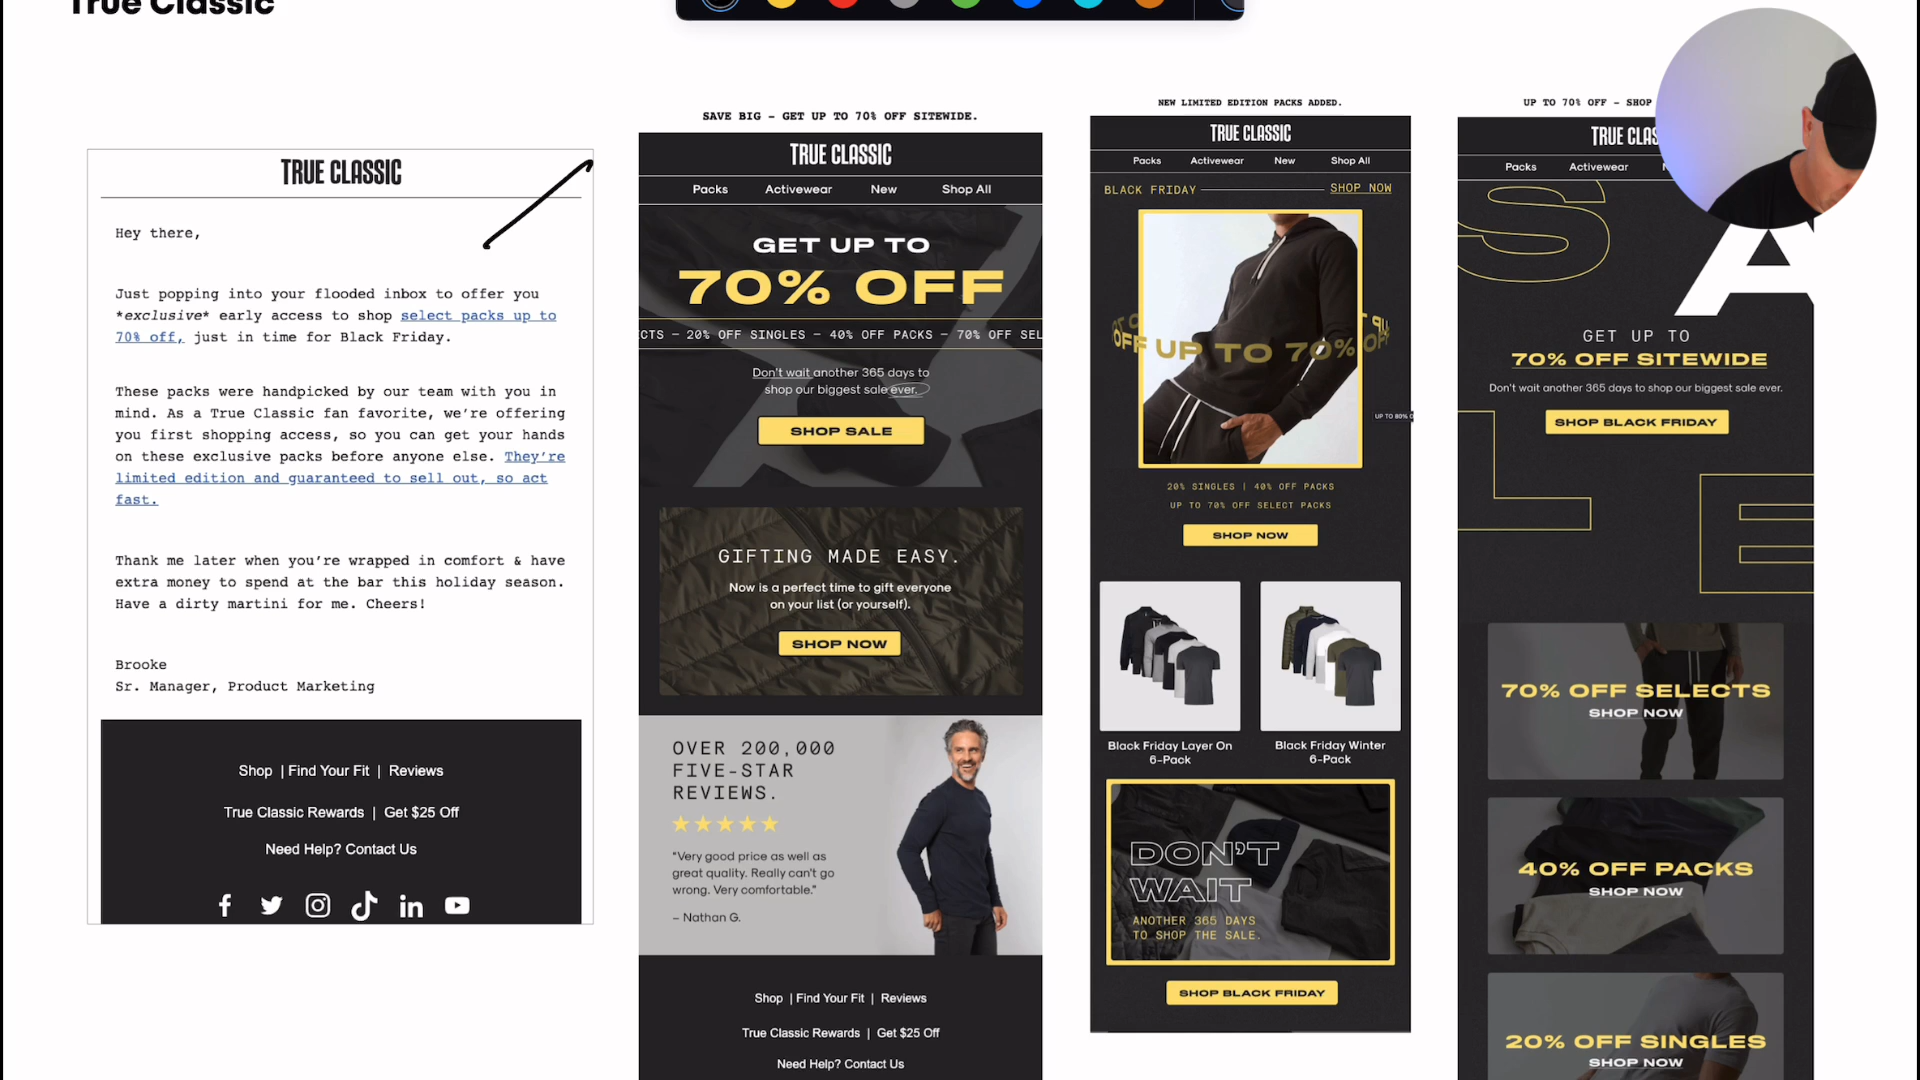 True Classic
TRUE CLASSIC
Hey there,
Just popping into your flooded inbox to offer you
*exclusive* early access to shop select packs up to
70% off, just in time for Black Friday.
These packs were handpicked by our team with you in
mind. As a True Classic fan favorite, we're offering
you first shopping access, so you can get your hands
on these exclusive packs before anyone else. They're
limited edition and guaranteed to sell out, so act
fast.
Thank me later when you're wrapped in comfort & have
extra money to spend at the bar this holiday season.
Have a dirty martini for me. Cheers!
Brooke
Sr. Manager, Product Marketing
Shop | Find Your Fit | Reviews
True Classic Rewards | Get $25 Off
Need Help? Contact Us
SAVE BIG – GET UP TO 70% OFF SITEWIDE.
TRUE CLASSIC
Packs Activewear New Shop All
GET UP TO
70% OFF
CTS – 20% OFF SINGLES – 40% OFF PACKS – 70% OFF SEL
Don't wait another 365 days to
shop our biggest sale ever.
SHOP SALE
GIFTING MADE EASY.
Now is a perfect time to gift everyone
on your list (or yourself).
SHOP NOW
OVER 200,000
FIVE-STAR
REVIEWS.
"Very good price as well as
great quality. Really can't go
wrong. Very comfortable."
– Nathan G.
Shop | Find Your Fit | Reviews
True Classic Rewards | Get $25 Off
Need Help? Contact Us
NEW LIMITED EDITION PACKS ADDED.
TRUE CLASSIC
Packs Activewear New Shop All
BLACK FRIDAY SHOP NOW
OFF UP TO 70% OFF
UP TO 80% O
20% SINGLES | 40% OFF PACKS
UP TO 70% OFF SELECT PACKS
SHOP NOW
Black Friday Layer On
6-Pack
Black Friday Winter
6-Pack
DON'T
WAIT
ANOTHER 365 DAYS
TO SHOP THE SALE.
SHOP BLACK FRIDAY
UP TO 70% OFF – SHOP
TRUE CLAS
Packs Activewear
S
A
GET UP TO
70% OFF SITEWIDE
Don't wait another 365 days to shop our biggest sale ever.
SHOP BLACK FRIDAY
L
E
70% OFF SELECTS
SHOP NOW
40% OFF PACKS
SHOP NOW
20% OFF SINGLES
SHOP NOW